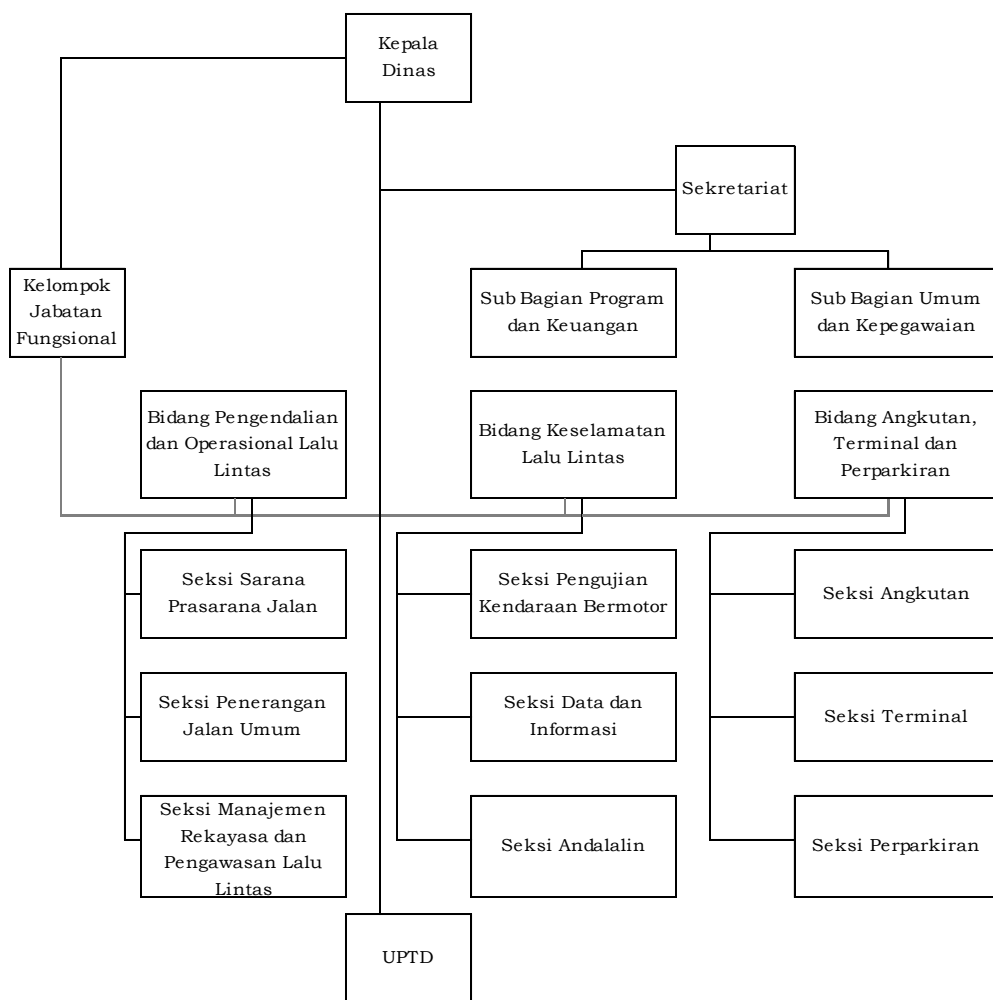 Kepala
Dinas
Sekretariat
Kelompok
Jabatan
Fungsional
Sub Bagian Program
dan Keuangan
Sub Bagian Umum
dan Kepegawaian
Bidang Pengendalian
dan Operasional Lalu
Lintas
Bidang Keselamatan
Lalu Lintas
Bidang Angkutan,
Terminal dan
Perparkiran
Seksi Sarana
Prasarana Jalan
Seksi Pengujian
Kendaraan Bermotor
Seksi Angkutan
Seksi Penerangan
Jalan Umum
Seksi Data dan
Informasi
Seksi Terminal
Seksi Manajemen
Rekayasa dan
Pengawasan Lalu
Lintas
Seksi Andalalin
Seksi Perparkiran
UPTD